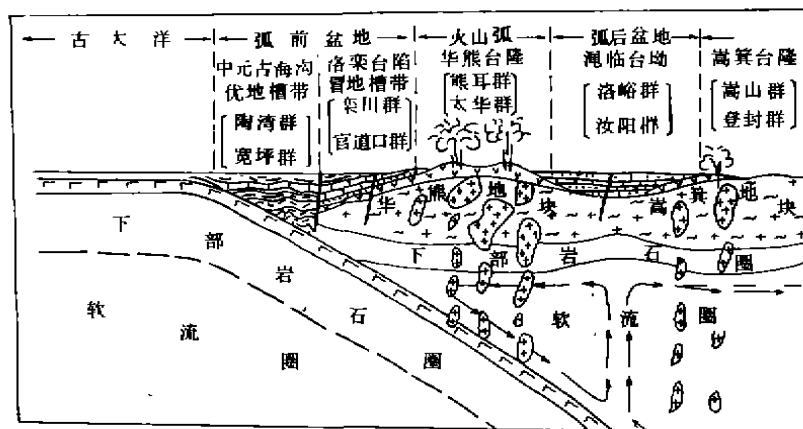 古太洋
弧前盆地
火山弧
弧后盆地
中元古海沟
优地槽带
陶湾群
宽坪群
洛栾台陷
冒地槽带
栾川群
官道口群
华熊台隆
熊耳群
太华群
渑临台坳
洛峪群
汝阳群
嵩箕台隆
嵩山群
登封群
华熊地块
嵩箕地块
下部岩石圈
下部岩石圈
软流圈
软流圈